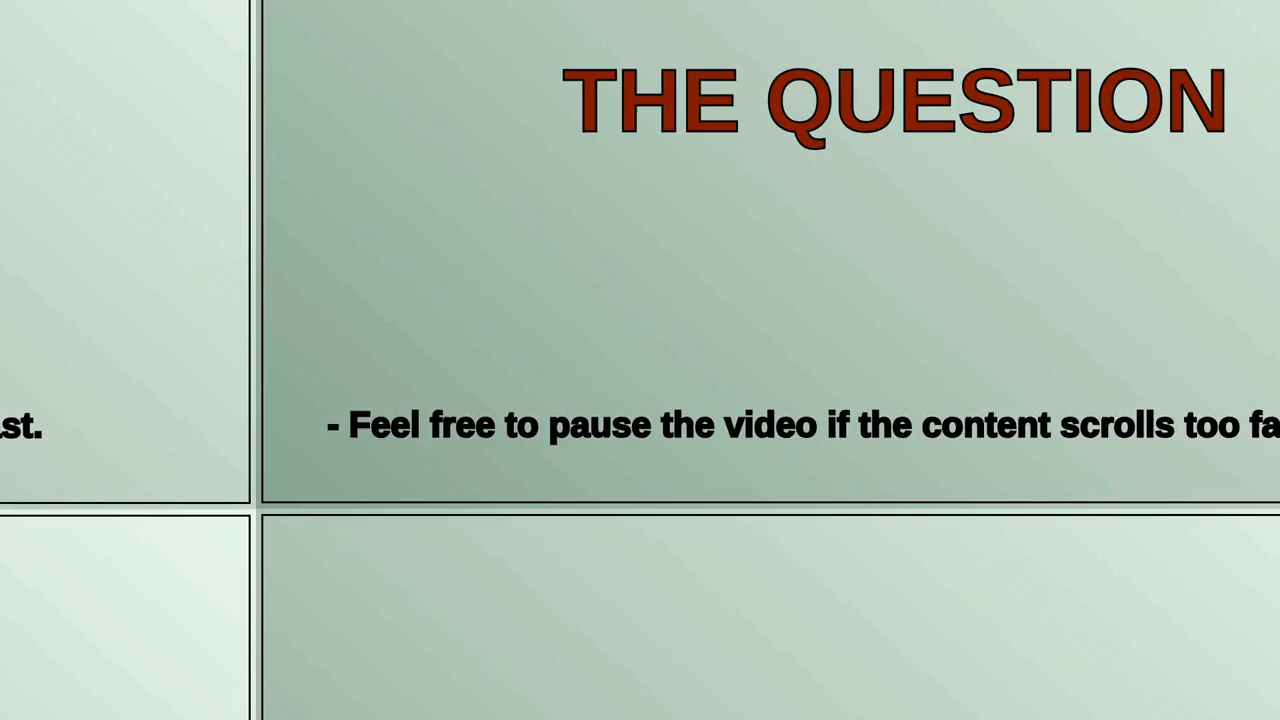 THE QUESTION
st.
- Feel free to pause the video if the content scrolls too fa